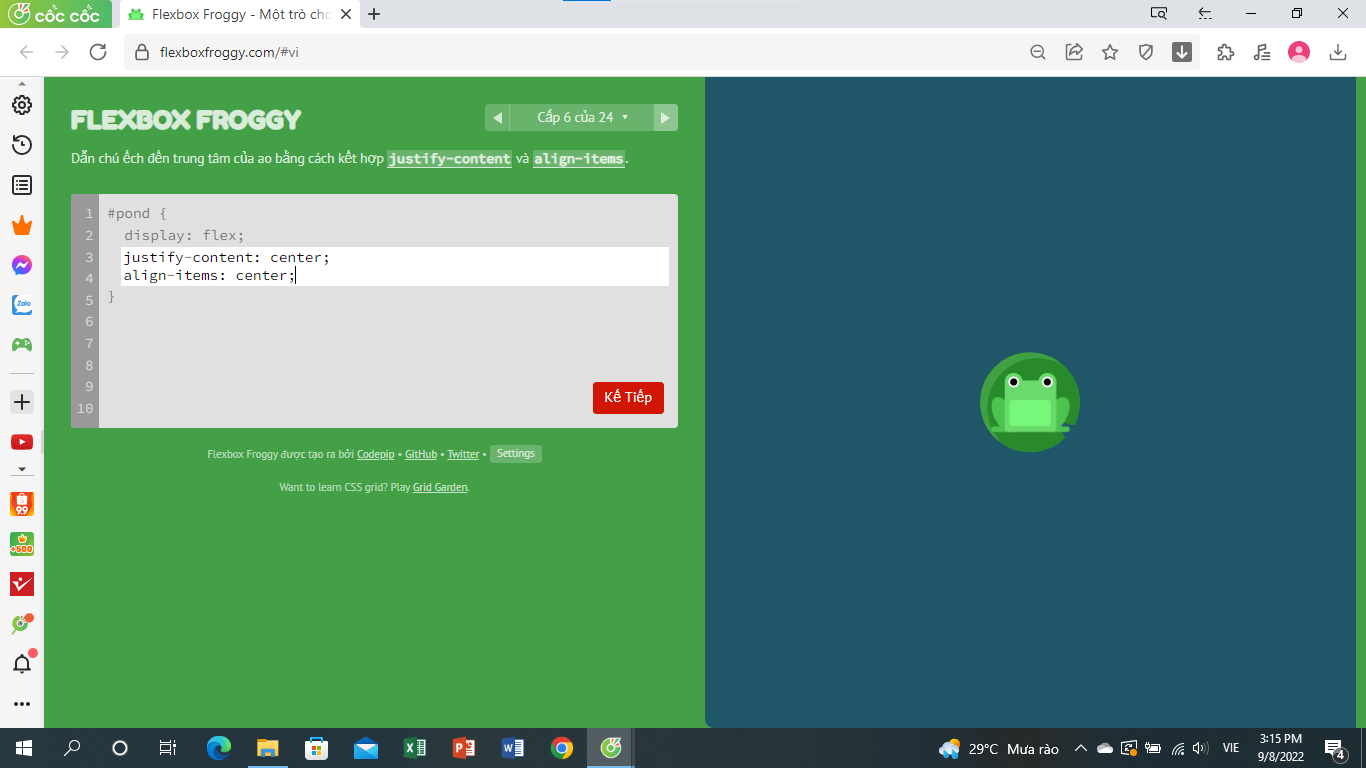 cốc cốc
Flexbox Froggy - Một trò chơ
flexboxfroggy.com/#vi
FLEXBOX FROGGY
Cấp 6 của 24
Dẫn chú ếch đến trung tâm của ao bằng cách kết hợp justify-content và align-items.
1 #pond {
2 display: flex;
3 justify-content: center;
4 align-items: center;
5 }
6
7
8
9
10
Kế Tiếp
Flexbox Froggy được tạo ra bởi Codepip • GitHub • Twitter • Settings
Want to learn CSS grid? Play Grid Garden.
Zalo
9.9
+500
29°C Mưa rào
VIE
3:15 PM
9/8/2022
4